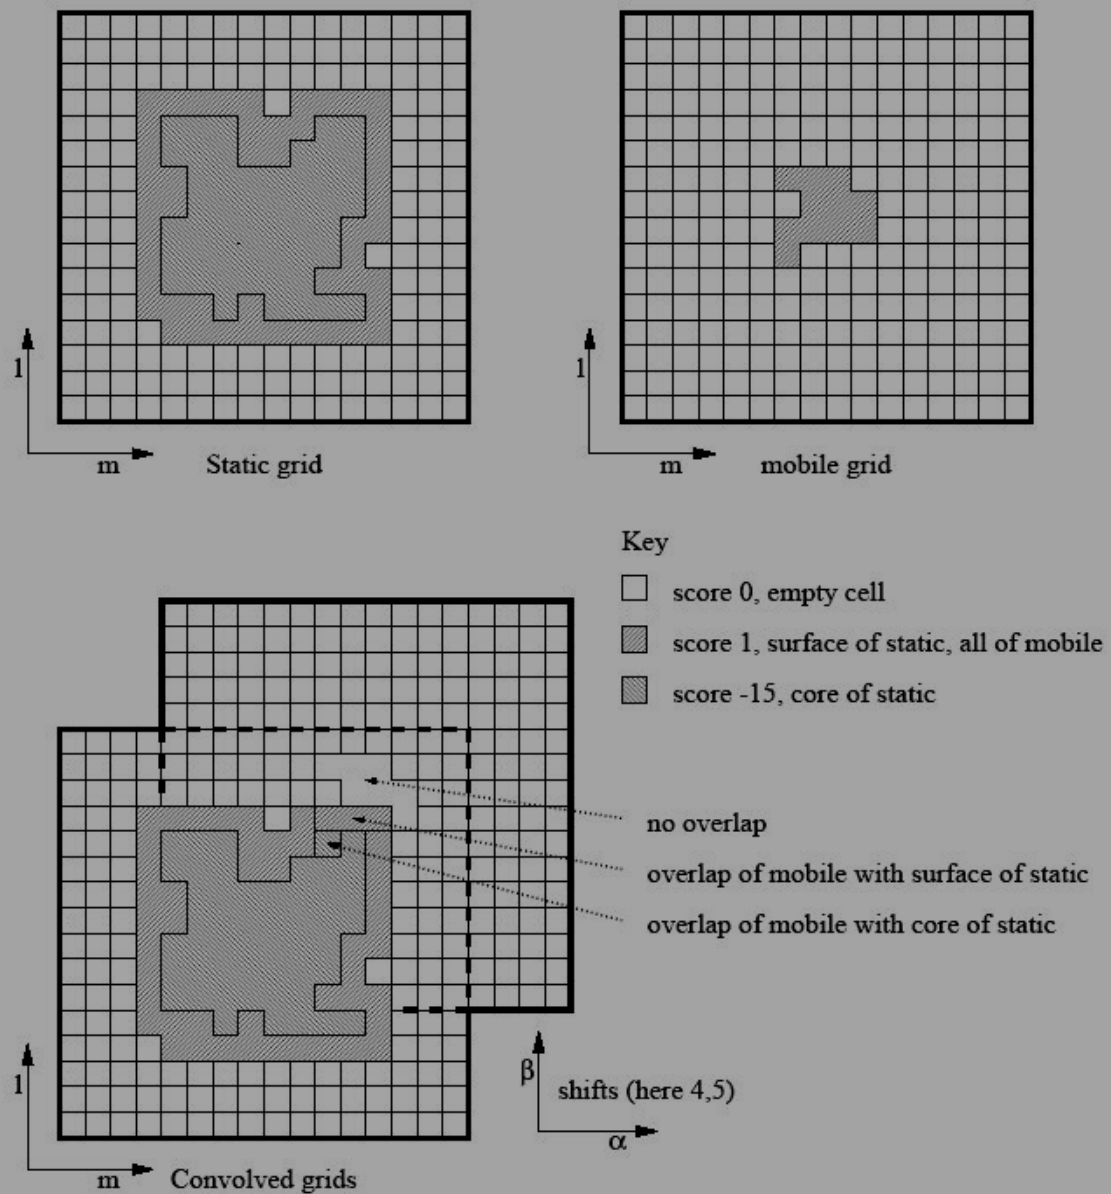 l
m
Static grid
l
m
mobile grid
Key
score 0, empty cell
score 1, surface of static, all of mobile
score -15, core of static
no overlap
overlap of mobile with surface of static
overlap of mobile with core of static
l
m
Convolved grids
β
shifts (here 4,5)
α